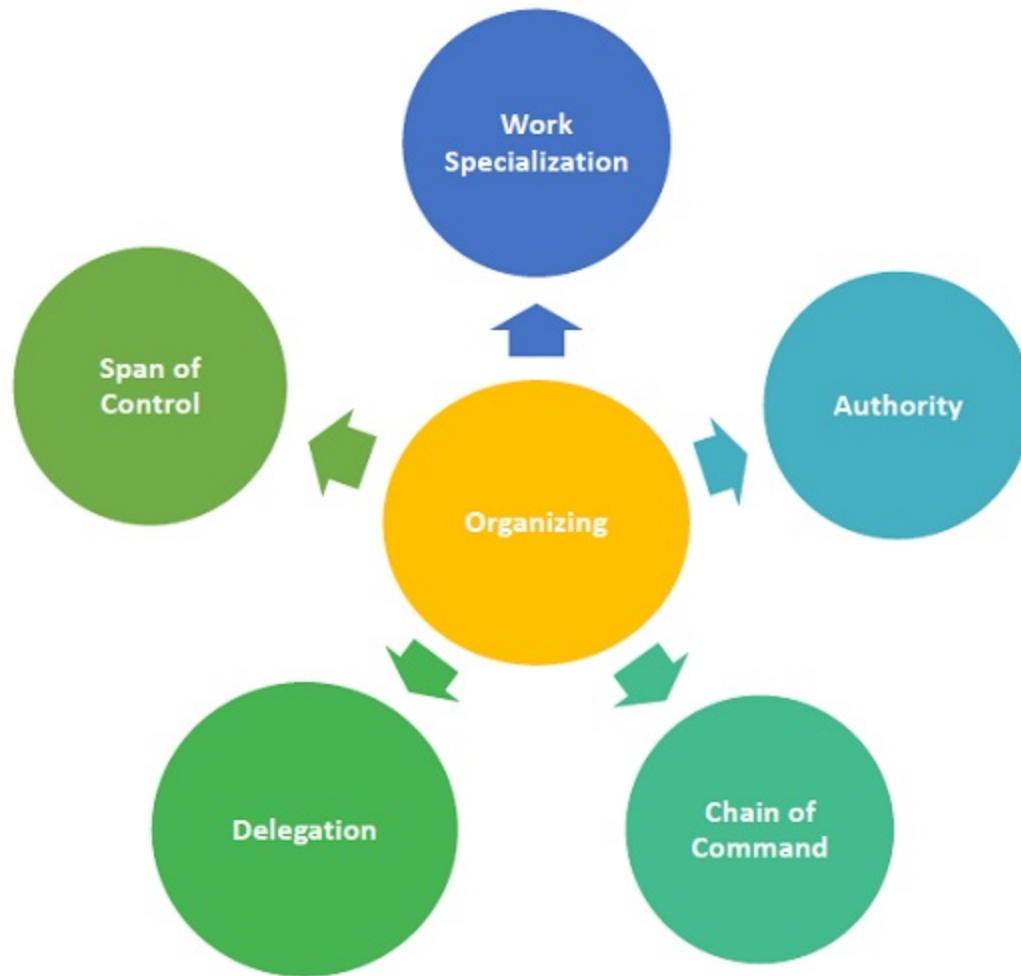 Work
Specialization
Span of
Control
Authority
Organizing
Delegation
Chain of
Command